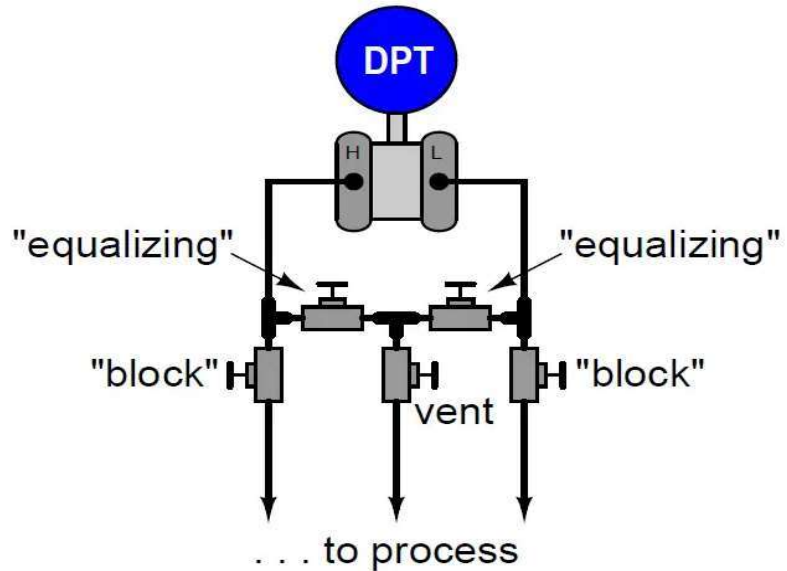 DPT
H L
"equalizing" "equalizing"
"block" "block"
vent
. . . to process